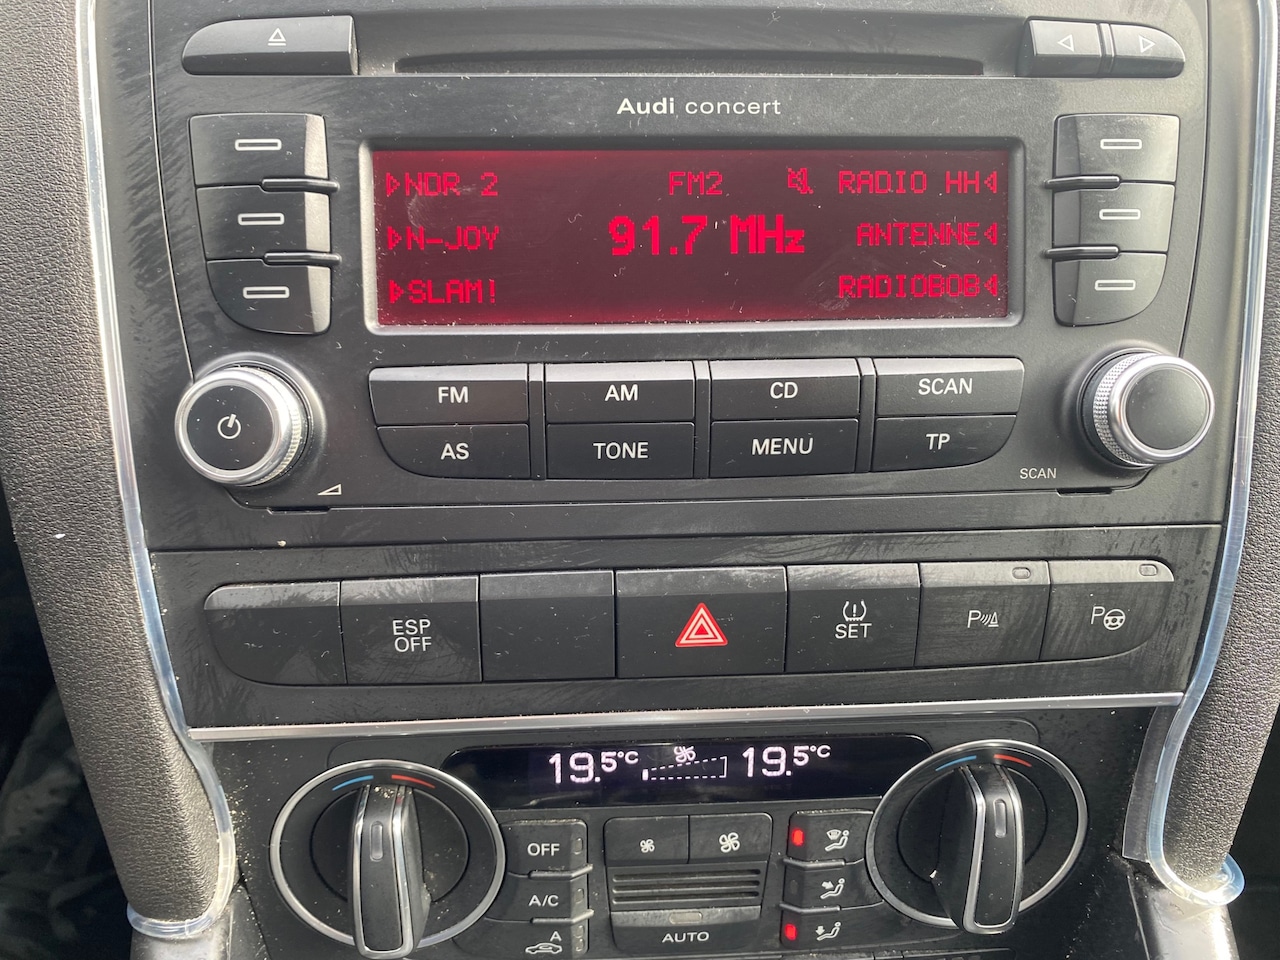 Audi concert
NDR 2 FM2 RADIO HH
N-JOY 91.7 MHz ANTENNE
SLAM! RADIOBOB
FM AM CD SCAN
AS TONE MENU TP
SCAN
ESP
OFF
SET
P P
19.5°C 19.5°C
OFF
A/C
A
AUTO